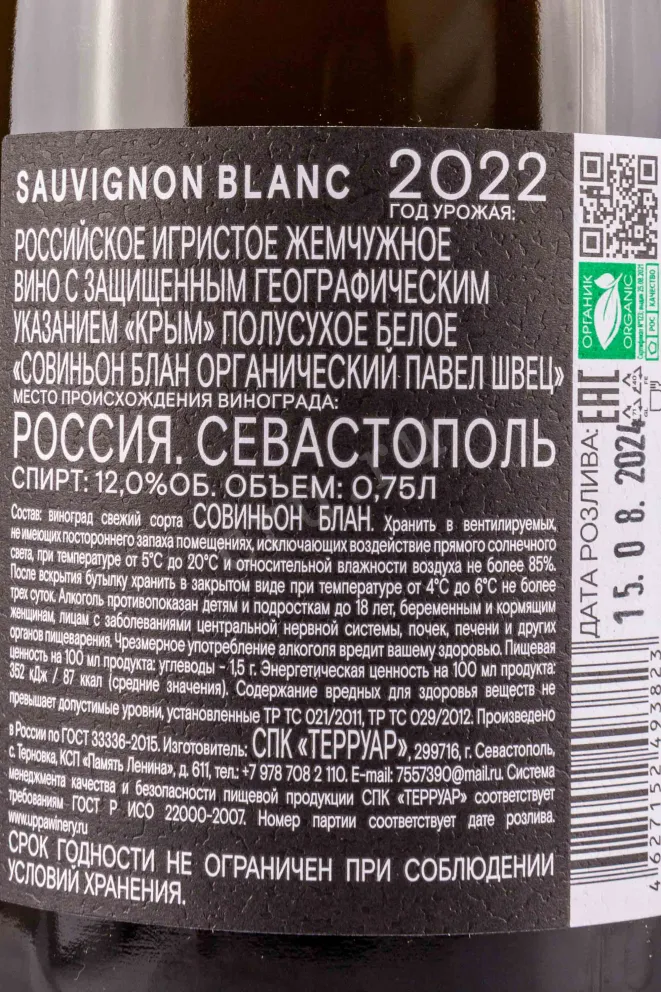 SAUVIGNON BLANC 2022
ГОД УРОЖАЯ:
РОССИЙСКОЕ ИГРИСТОЕ ЖЕМЧУЖНОЕ
ВИНО С ЗАЩИЩЕННЫМ ГЕОГРАФИЧЕСКИМ
УКАЗАНИЕМ «КРЫМ» ПОЛУСУХОЕ БЕЛОЕ
«СОВИНЬОН БЛАН ОРГАНИЧЕСКИЙ ПАВЕЛ ШВЕЦ»
МЕСТО ПРОИСХОЖДЕНИЯ ВИНОГРАДА:
РОССИЯ. СЕВАСТОПОЛЬ
СПИРТ: 12,0%ОБ. ОБЪЕМ: 0,75Л
Состав: виноград свежий сорта СОВИНЬОН БЛАН. Хранить в вентилируемых,
не имеющих постороннего запаха помещениях, исключающих воздействие прямого солнечного
света, при температуре от 5°С до 20°С и относительной влажности воздуха не более 85%.
После вскрытия бутылку хранить в закрытом виде при температуре от 4°С до 6°С не более
трех суток. Алкоголь противопоказан детям и подросткам до 18 лет, беременным и кормящим
женщинам, лицам с заболеваниями центральной нервной системы, почек, печени и других
органов пищеварения. Чрезмерное употребление алкоголя вредит вашему здоровью. Пищевая
ценность на 100 мл продукта: углеводы – 1,5 г. Энергетическая ценность на 100 мл продукта:
352 кДж / 87 ккал (средние значения). Содержание вредных для здоровья веществ не
превышает допустимые уровни, установленные ТР ТС 021/2011, ТР ТС 029/2012. Произведено
в России по ГОСТ 33336-2015. Изготовитель: СПК «ТЕРРУАР», 299716, г. Севастополь,
с. Терновка, КСП «Память Ленина», д. 611, тел.: +7 978 708 2 110. E-mail: 7557390@mail.ru. Система
менеджмента качества и безопасности пищевой продукции СПК «ТЕРРУАР» соответствует
требованиям ГОСТ Р ИСО 22000-2007. Номер партии соответствует дате розлива.
www.uppawinery.ru
СРОК ГОДНОСТИ НЕ ОГРАНИЧЕН ПРИ СОБЛЮДЕНИИ
УСЛОВИЙ ХРАНЕНИЯ.
ОРГАНИК
ORGANIC
РОС КАЧЕСТВО
ЕАС
ДАТА РОЗЛИВА:
15. 08. 2024
4627152493823